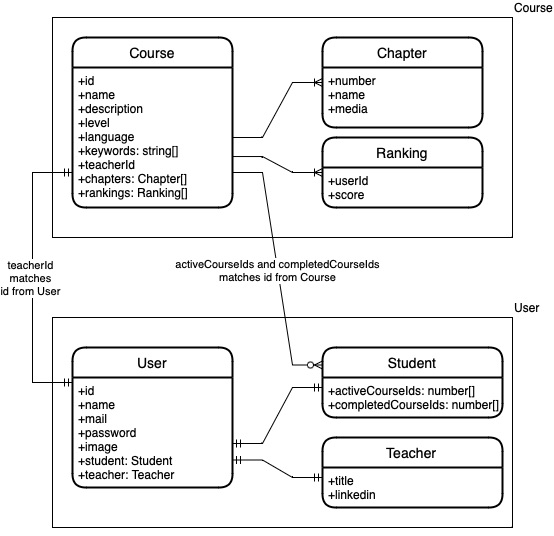 Course
Course
+id
+name
+description
+level
+language
+keywords: string[]
+teacherId
+chapters: Chapter[]
+rankings: Ranking[]
Chapter
+number
+name
+media
Ranking
+userId
+score
teacherId
matches
id from User
activeCourseIds and completedCourseIds
matches id from Course
User
User
+id
+name
+mail
+password
+image
+student: Student
+teacher: Teacher
Student
+activeCourseIds: number[]
+completedCourseIds: number[]
Teacher
+title
+linkedin